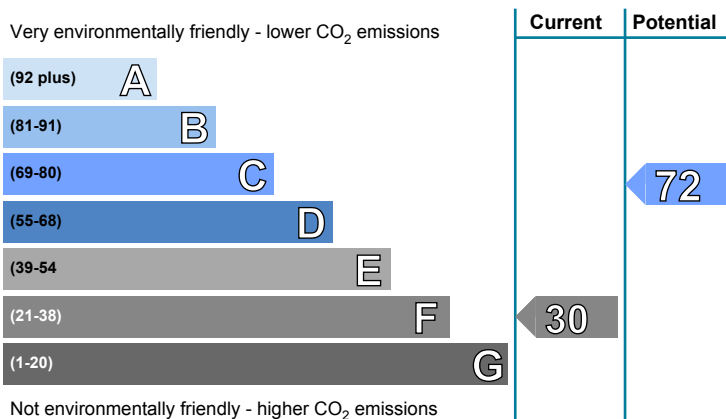 Current Potential
Very environmentally friendly - lower CO₂ emissions
(92 plus) A
(81-91) B
(69-80) C
72
(55-68) D
(39-54 E
(21-38) F 30
(1-20) G
Not environmentally friendly - higher CO₂ emissions